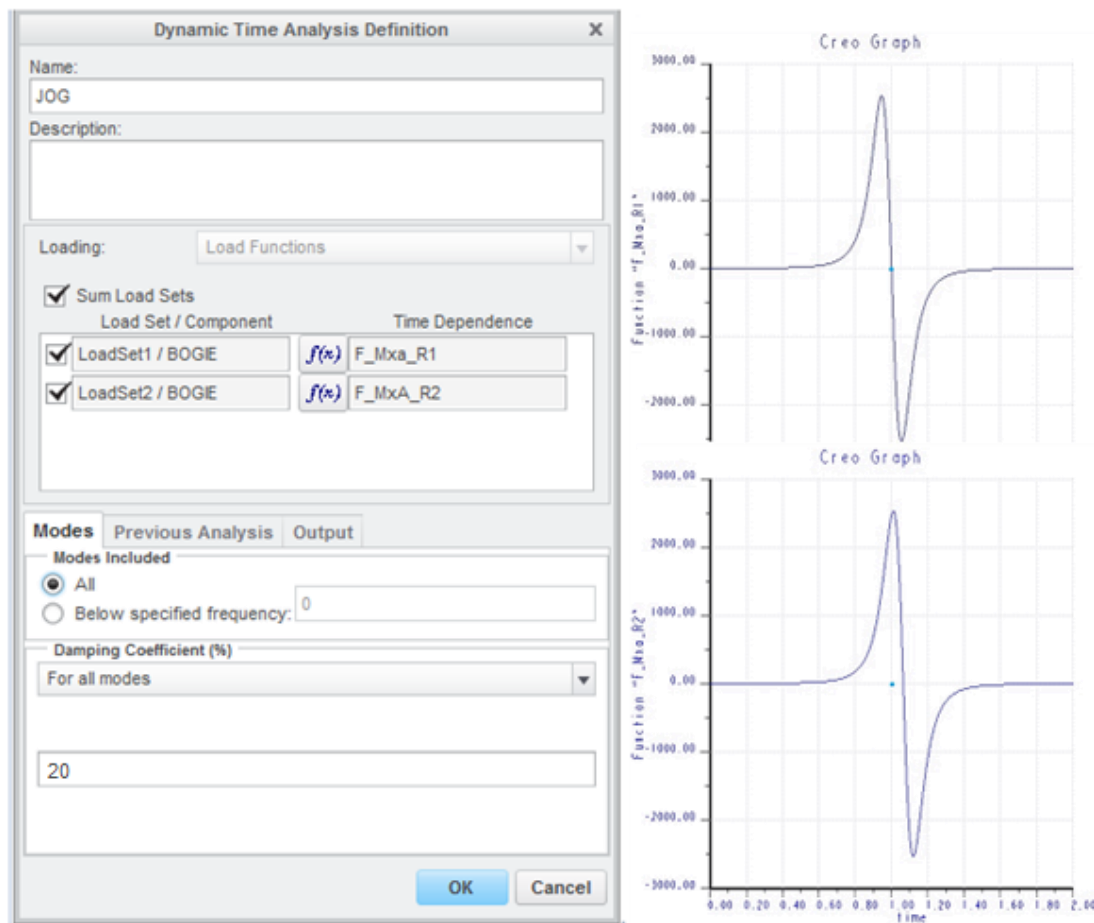 Dynamic Time Analysis Definition X
Name:
JOG
Description:
Loading: Load Functions
Sum Load Sets
Load Set / Component Time Dependence
LoadSet1 / BOGIE f(x) F_Mxa_R1
LoadSet2 / BOGIE f(x) F_MxA_R2
Modes Previous Analysis Output
Modes Included
All
Below specified frequency: 0
Damping Coefficient (%)
For all modes
20
OK Cancel
Creo Graph
3000.00
2000.00
1000.00
0.00
-1000.00
-2000.00
Function "f_Mxa_R1"
Creo Graph
3000.00
2000.00
1000.00
0.00
-1000.00
-2000.00
-3000.00
Function "f_Mxa_R2"
0.00 0.20 0.40 0.60 0.80 1.00 1.20 1.40 1.60 1.80 2.00
time